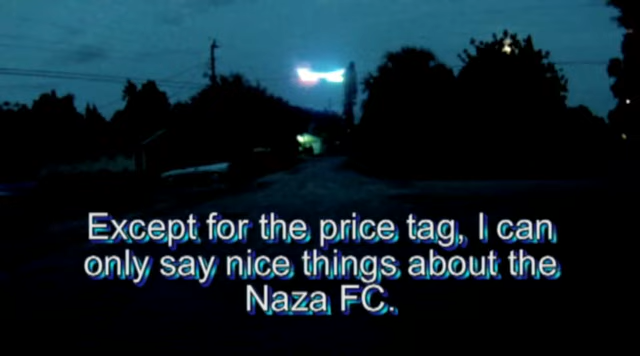 Except for the price tag, I can
only say nice things about the
Naza FC.